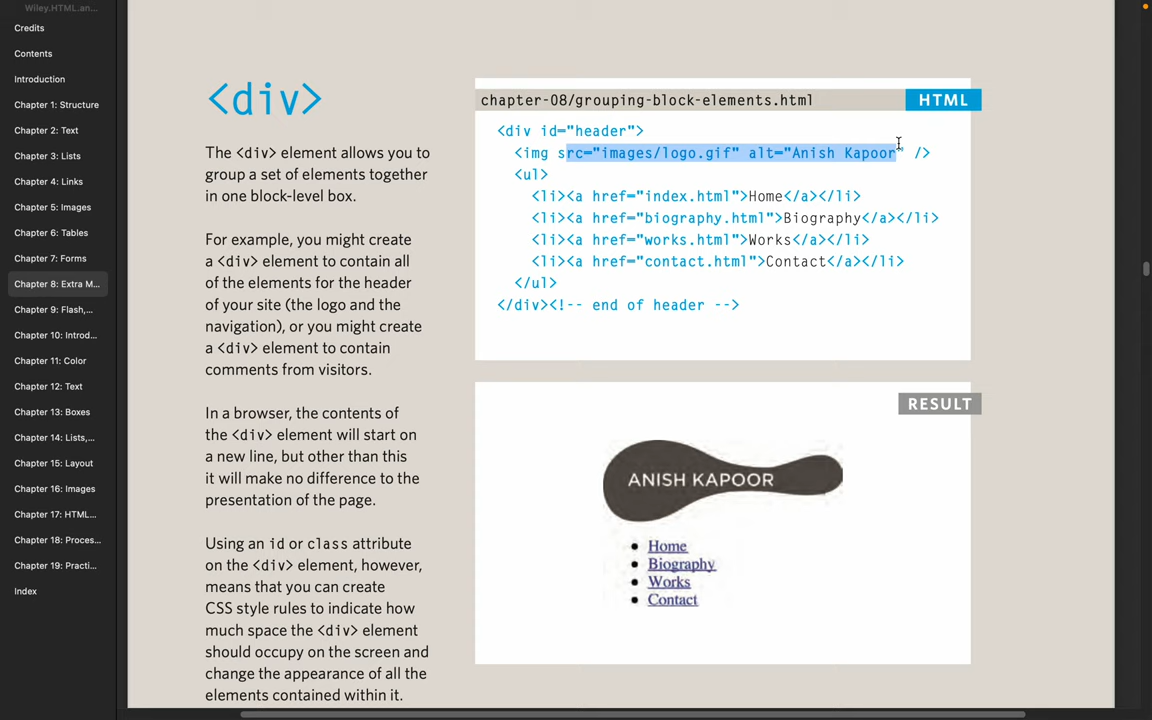 Wiley.HTML.an...
Credits
Contents
Introduction
Chapter 1: Structure
Chapter 2: Text
Chapter 3: Lists
Chapter 4: Links
Chapter 5: Images
Chapter 6: Tables
Chapter 7: Forms
Chapter 8: Extra M...
Chapter 9: Flash,...
Chapter 10: Introd...
Chapter 11: Color
Chapter 12: Text
Chapter 13: Boxes
Chapter 14: Lists,...
Chapter 15: Layout
Chapter 16: Images
Chapter 17: HTML...
Chapter 18: Proces...
Chapter 19: Practi...
Index
<div>
The <div> element allows you to
group a set of elements together
in one block-level box.
For example, you might create
a <div> element to contain all
of the elements for the header
of your site (the logo and the
navigation), or you might create
a <div> element to contain
comments from visitors.
In a browser, the contents of
the <div> element will start on
a new line, but other than this
it will make no difference to the
presentation of the page.
Using an id or class attribute
on the <div> element, however,
means that you can create
CSS style rules to indicate how
much space the <div> element
should occupy on the screen and
change the appearance of all the
elements contained within it.
chapter-08/grouping-block-elements.html
HTML
<div id="header">
<img src="images/logo.gif" alt="Anish Kapoor" />
<ul>
<li><a href="index.html">Home</a></li>
<li><a href="biography.html">Biography</a></li>
<li><a href="works.html">Works</a></li>
<li><a href="contact.html">Contact</a></li>
</ul>
</div><!-- end of header -->
RESULT
ANISH KAPOOR
Home
Biography
Works
Contact